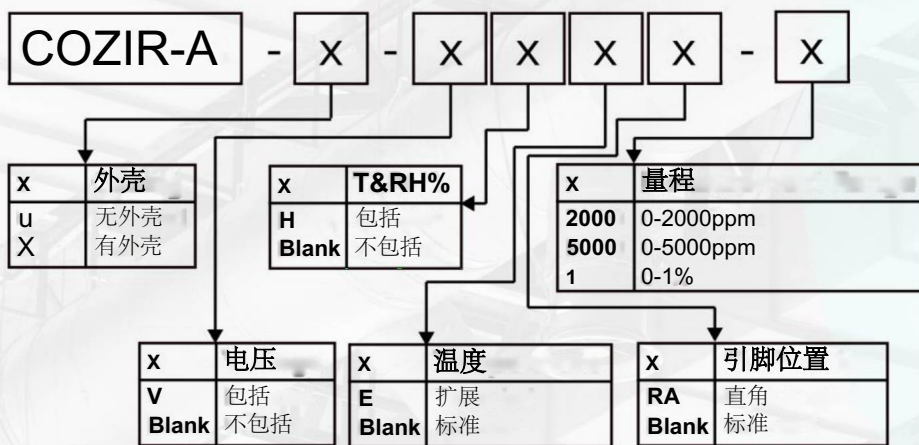 COZIR-A - X - X X X X - X
x 外壳
u 无外壳
X 有外壳
x T&RH%
H 包括
Blank 不包括
x 量程
2000 0-2000ppm
5000 0-5000ppm
1 0-1%
x 电压
V 包括
Blank 不包括
x 温度
E 扩展
Blank 标准
x 引脚位置
RA 直角
Blank 标准